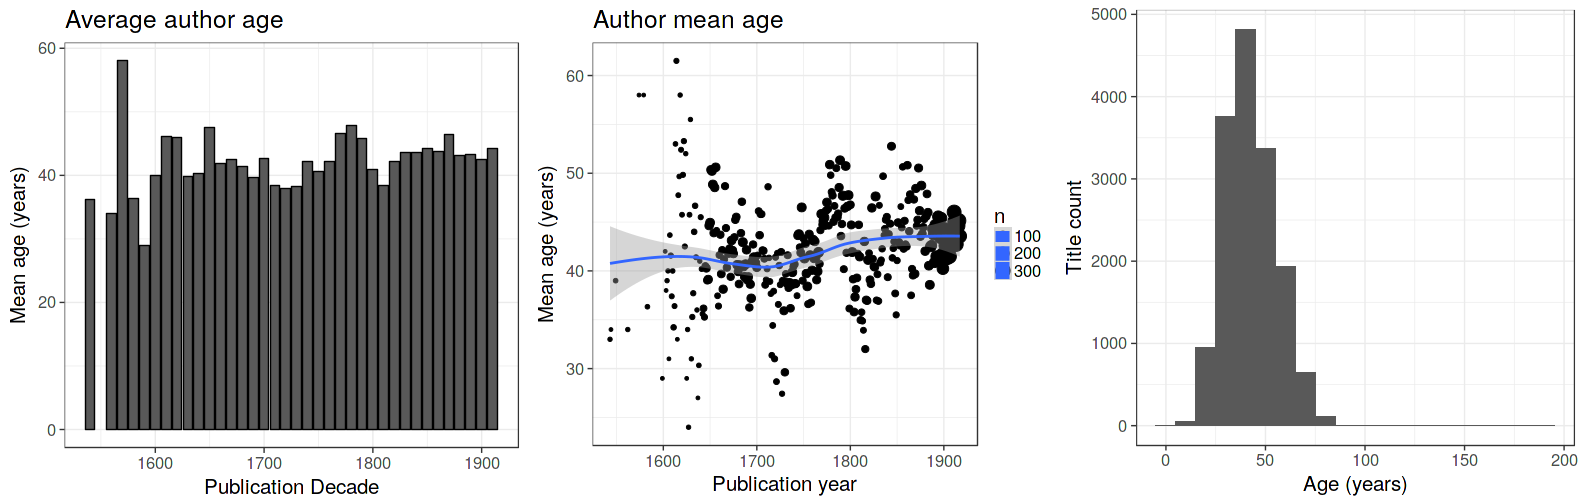 Average author age
60
40
20
0
Mean age (years)
1600 1700 1800 1900
Publication Decade
Author mean age
60
50
40
30
Mean age (years)
1600 1700 1800 1900
Publication year
n
100
200
300
5000
4000
3000
2000
1000
0
Title count
0 50 100 150 200
Age (years)